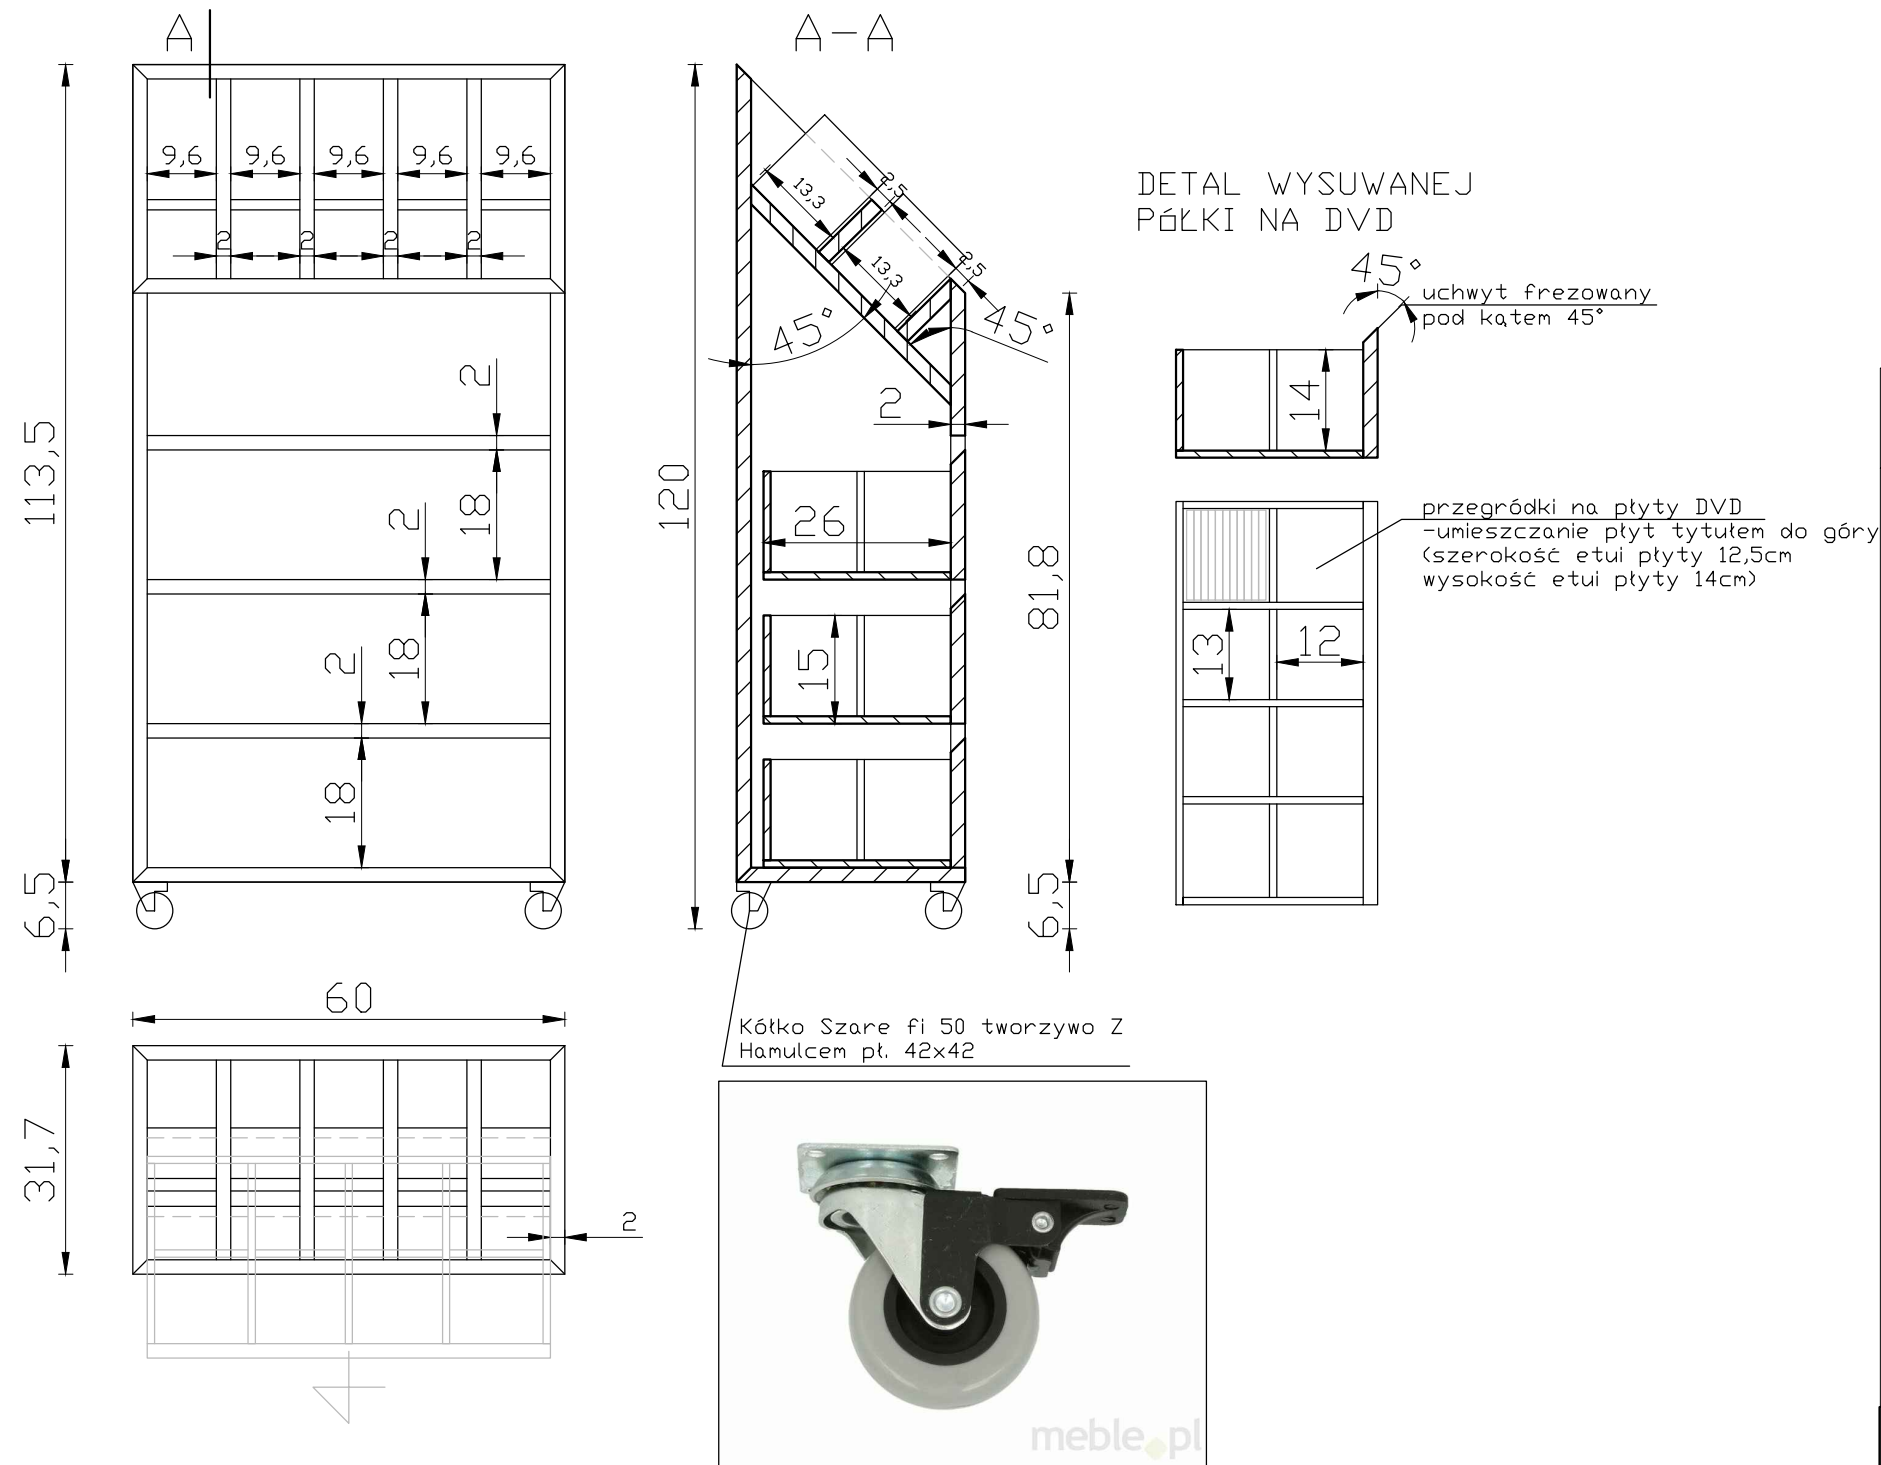 A
A-A
113,5
9,6
9,6
9,6
9,6
9,6
2
2
2
2
2
18
2
18
2
18
6,5
120
13,3
2,5
13,3
2,5
45°
45°
2
26
15
81,8
6,5
DETAL WYSUWANEJ
PóŁKI NA DVD
45°
uchwyt frezowany
pod kątem 45°
14
przegródki na płyty DVD
-umieszczanie płyt tytułem do góry
(szerokość etui płyty 12,5cm
wysokość etui płyty 14cm)
13
12
60
31,7
2
Kółko Szare fi 50 tworzywo Z
Hamulcem pł. 42x42
meble.pl